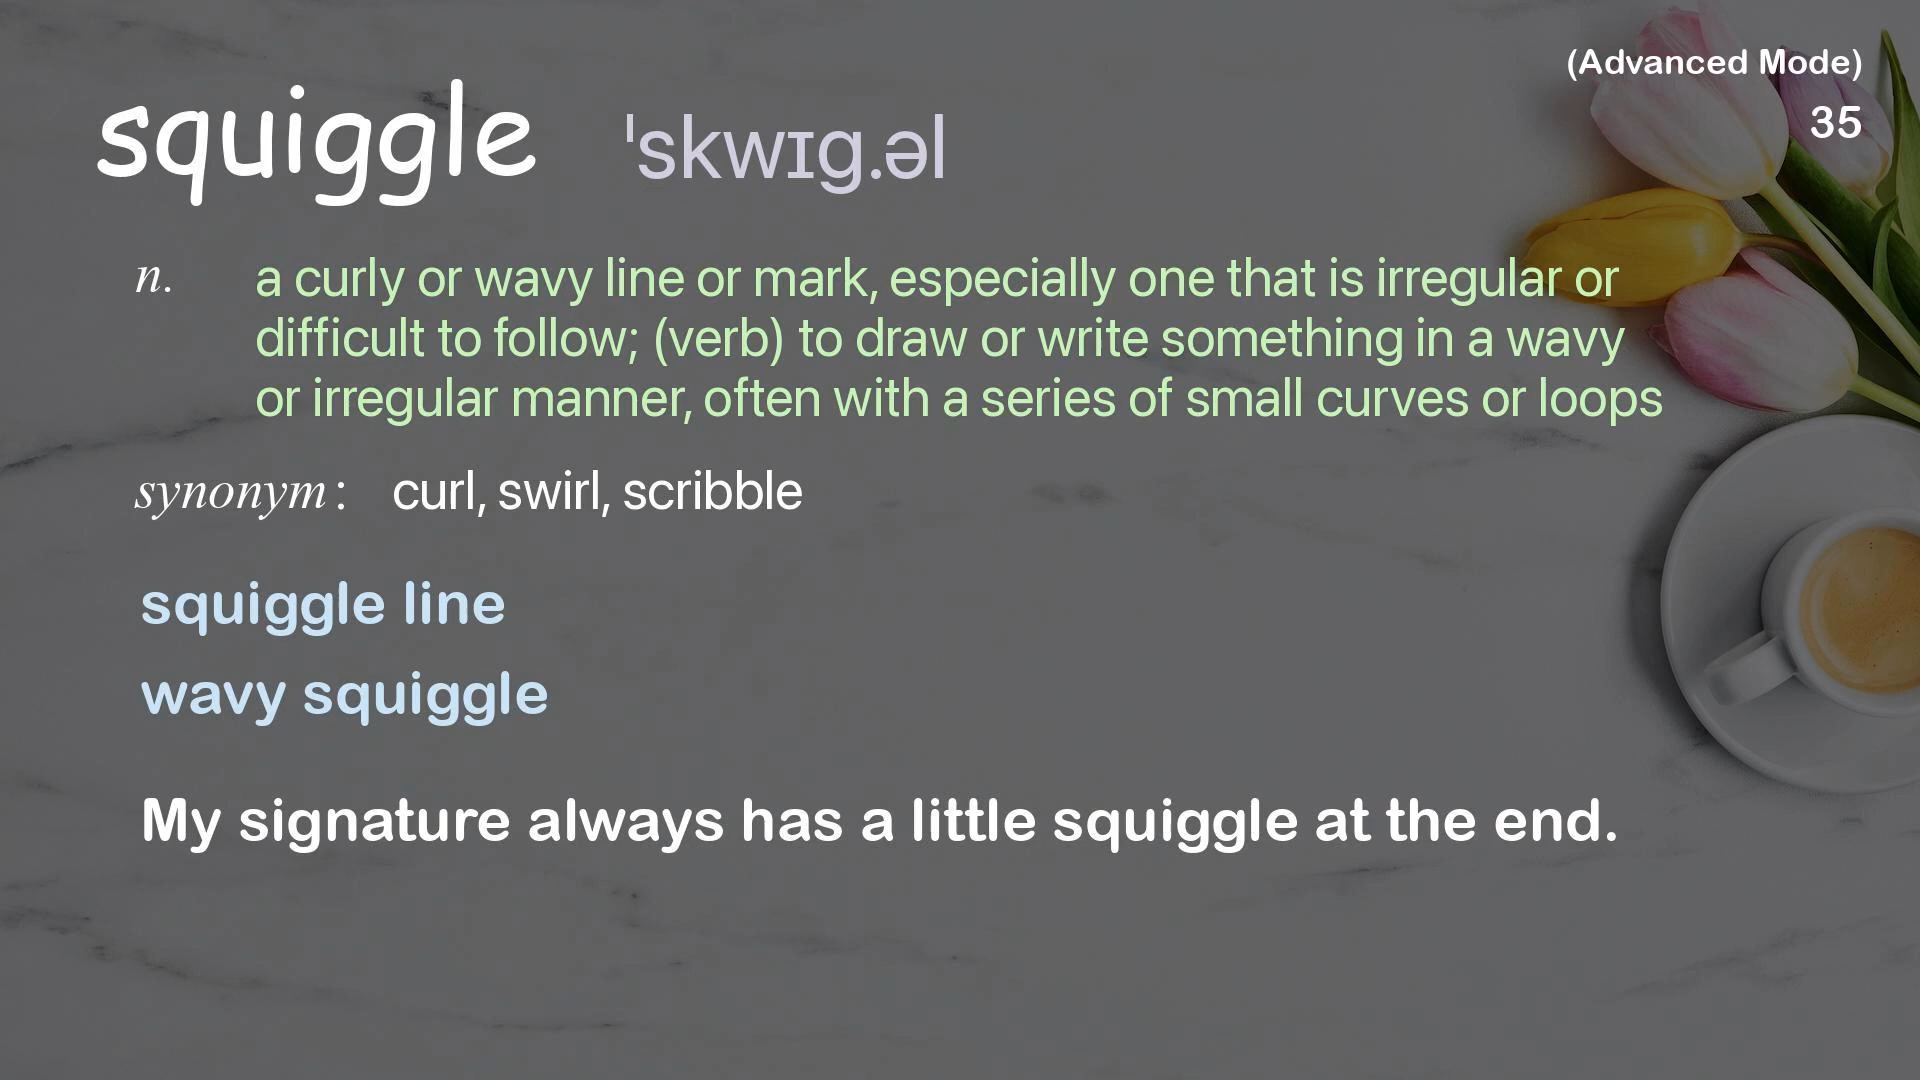 (Advanced Mode)
35
squiggle ˈskwɪg.əl
n. a curly or wavy line or mark, especially one that is irregular or
difficult to follow; (verb) to draw or write something in a wavy
or irregular manner, often with a series of small curves or loops
synonym: curl, swirl, scribble
squiggle line
wavy squiggle
My signature always has a little squiggle at the end.